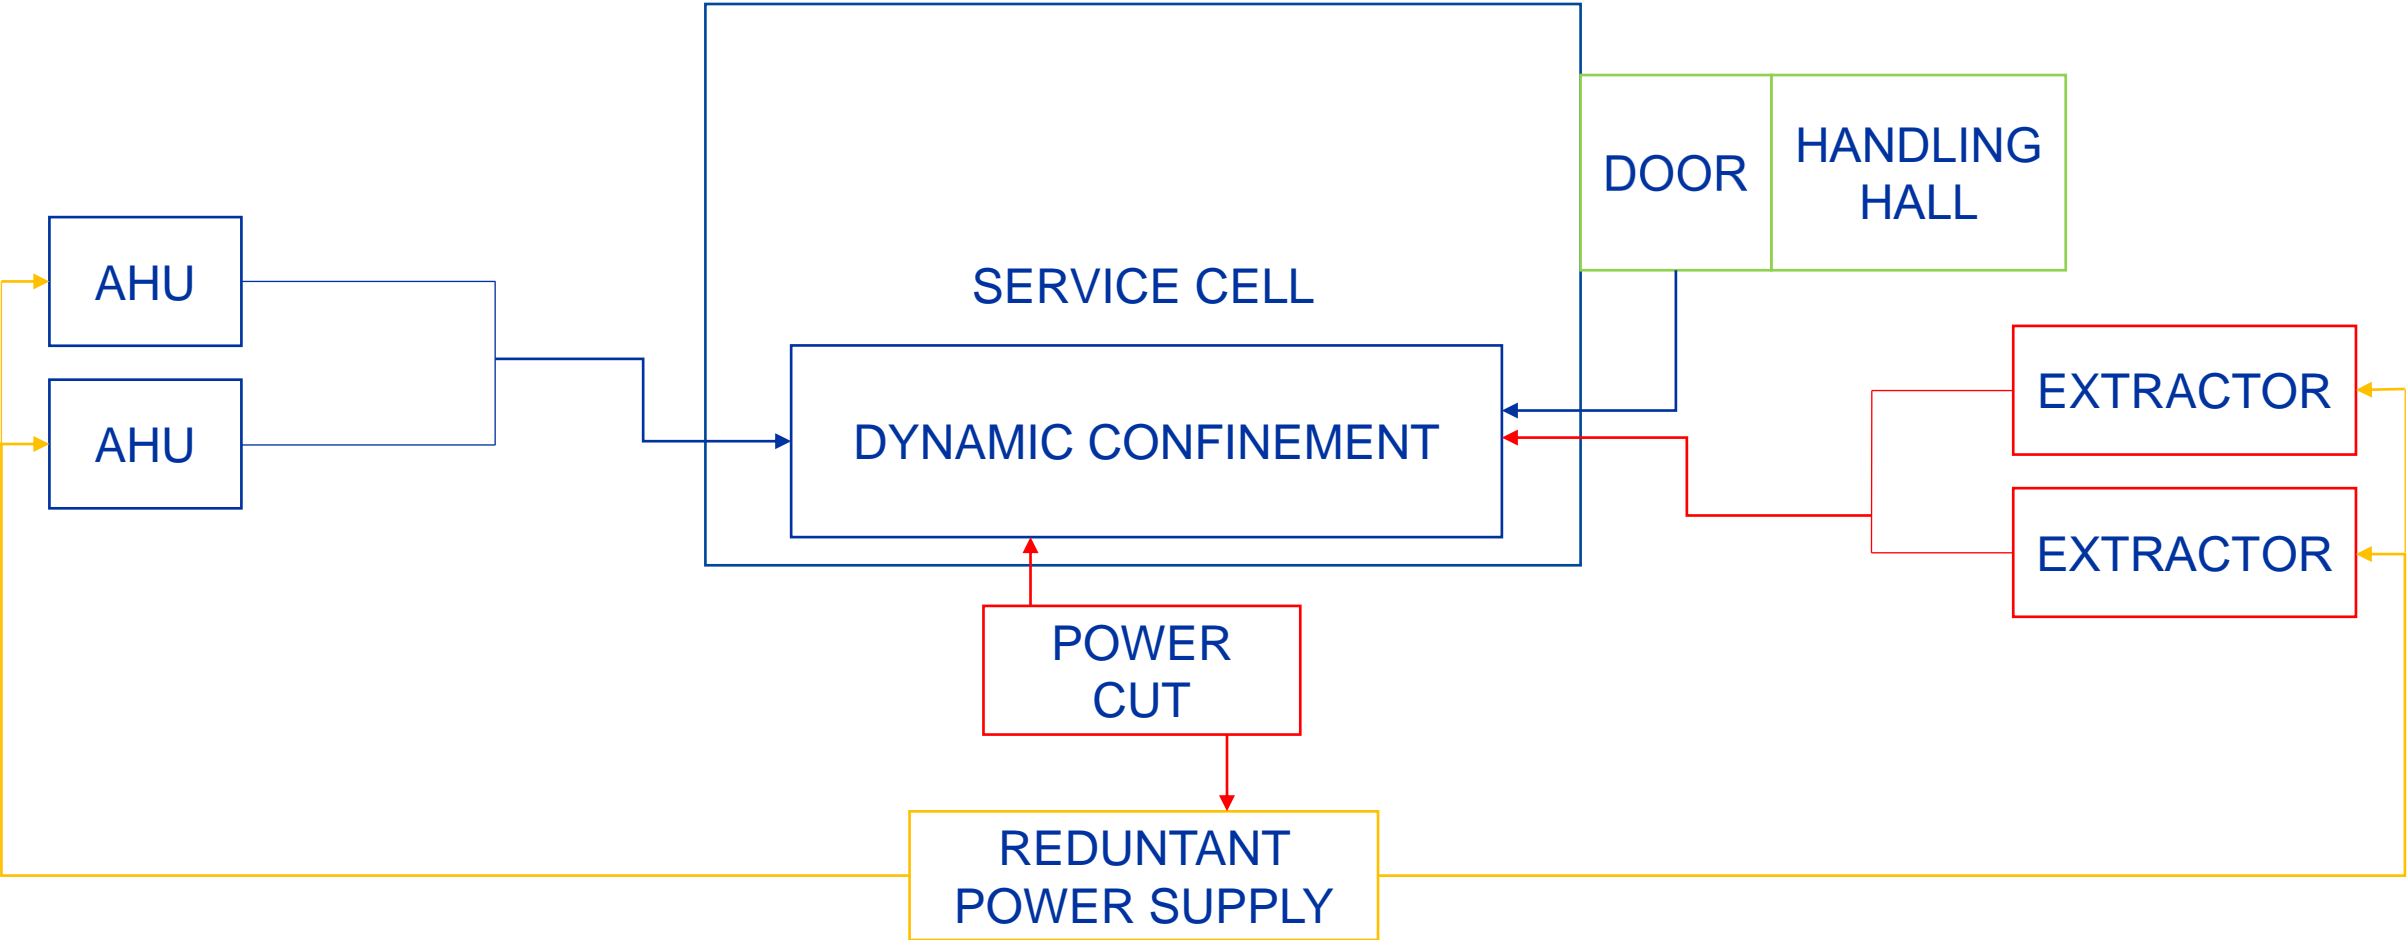 DOOR
HANDLING
HALL
AHU
SERVICE CELL
EXTRACTOR
AHU
DYNAMIC CONFINEMENT
EXTRACTOR
POWER
CUT
REDUNTANT
POWER SUPPLY